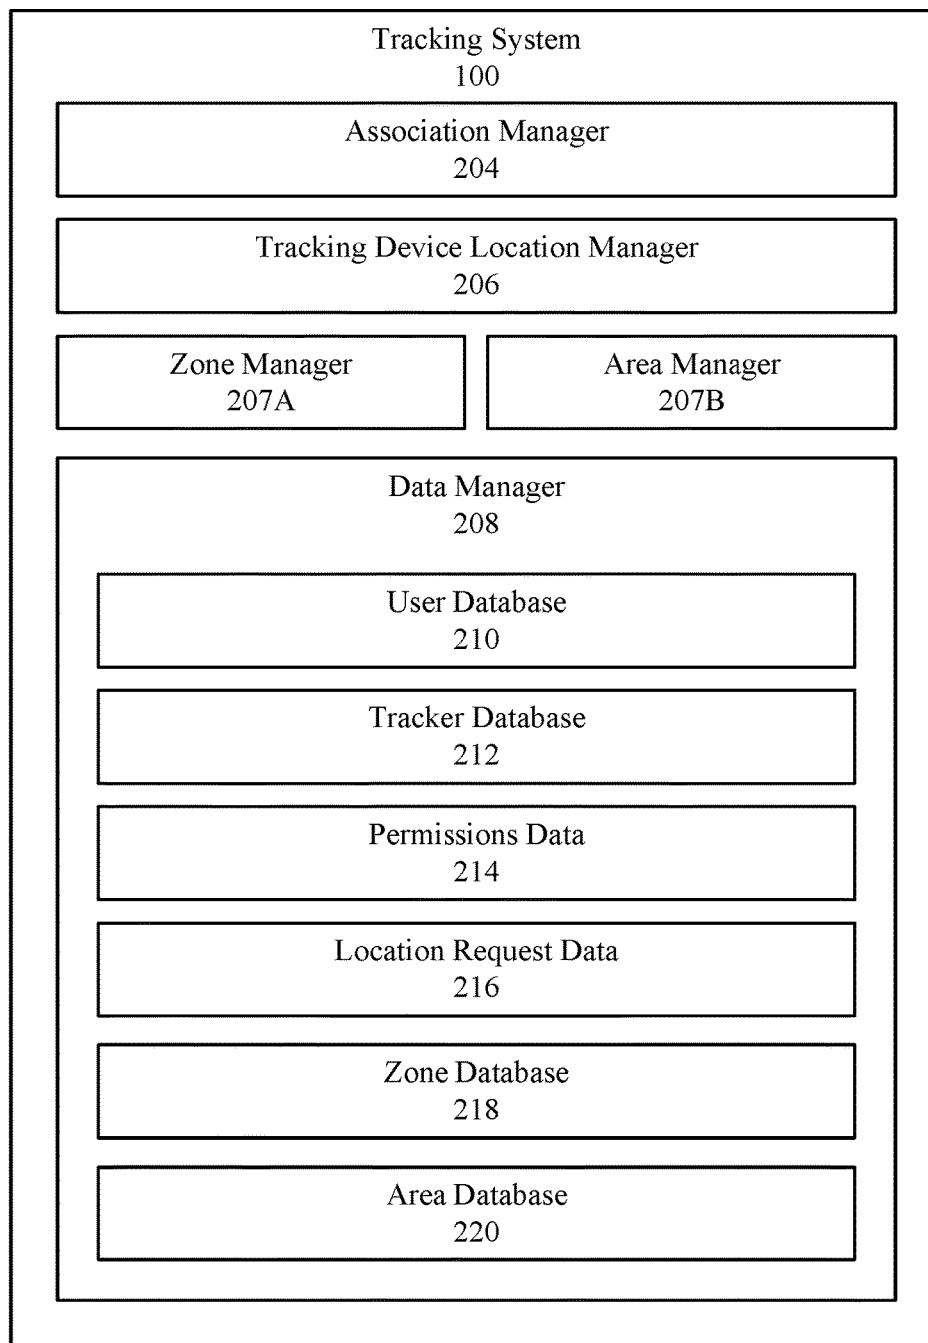 Tracking System
100
Association Manager
204
Tracking Device Location Manager
206
Zone Manager
207A
Area Manager
207B
Data Manager
208
User Database
210
Tracker Database
212
Permissions Data
214
Location Request Data
216
Zone Database
218
Area Database
220